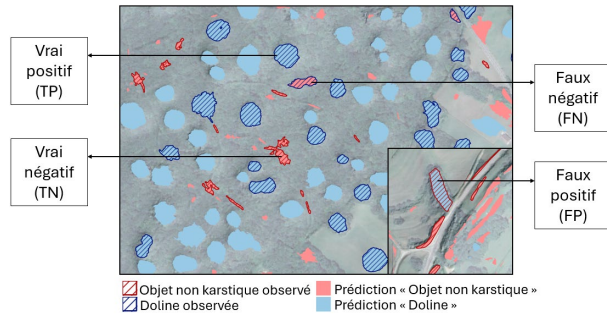 Vrai
positif
(TP)
Faux
négatif
(FN)
Vrai
négatif
(TN)
Faux
positif
(FP)
Objet non karstique observé
Prédiction « Objet non karstique »
Doline observée
Prédiction « Doline »